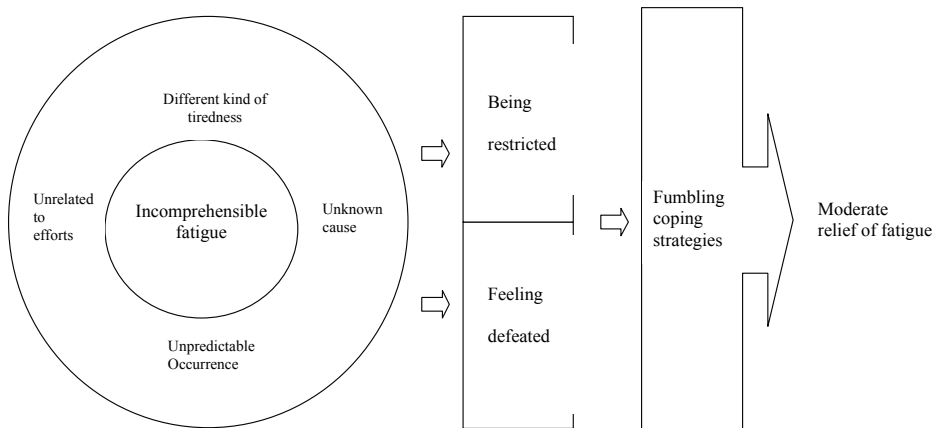 Different kind of
tiredness
Unrelated
to
efforts
Incomprehensible
fatigue
Unknown
cause
Unpredictable
Occurrence
Being
restricted
Feeling
defeated
Fumbling
coping
strategies
Moderate
relief of fatigue